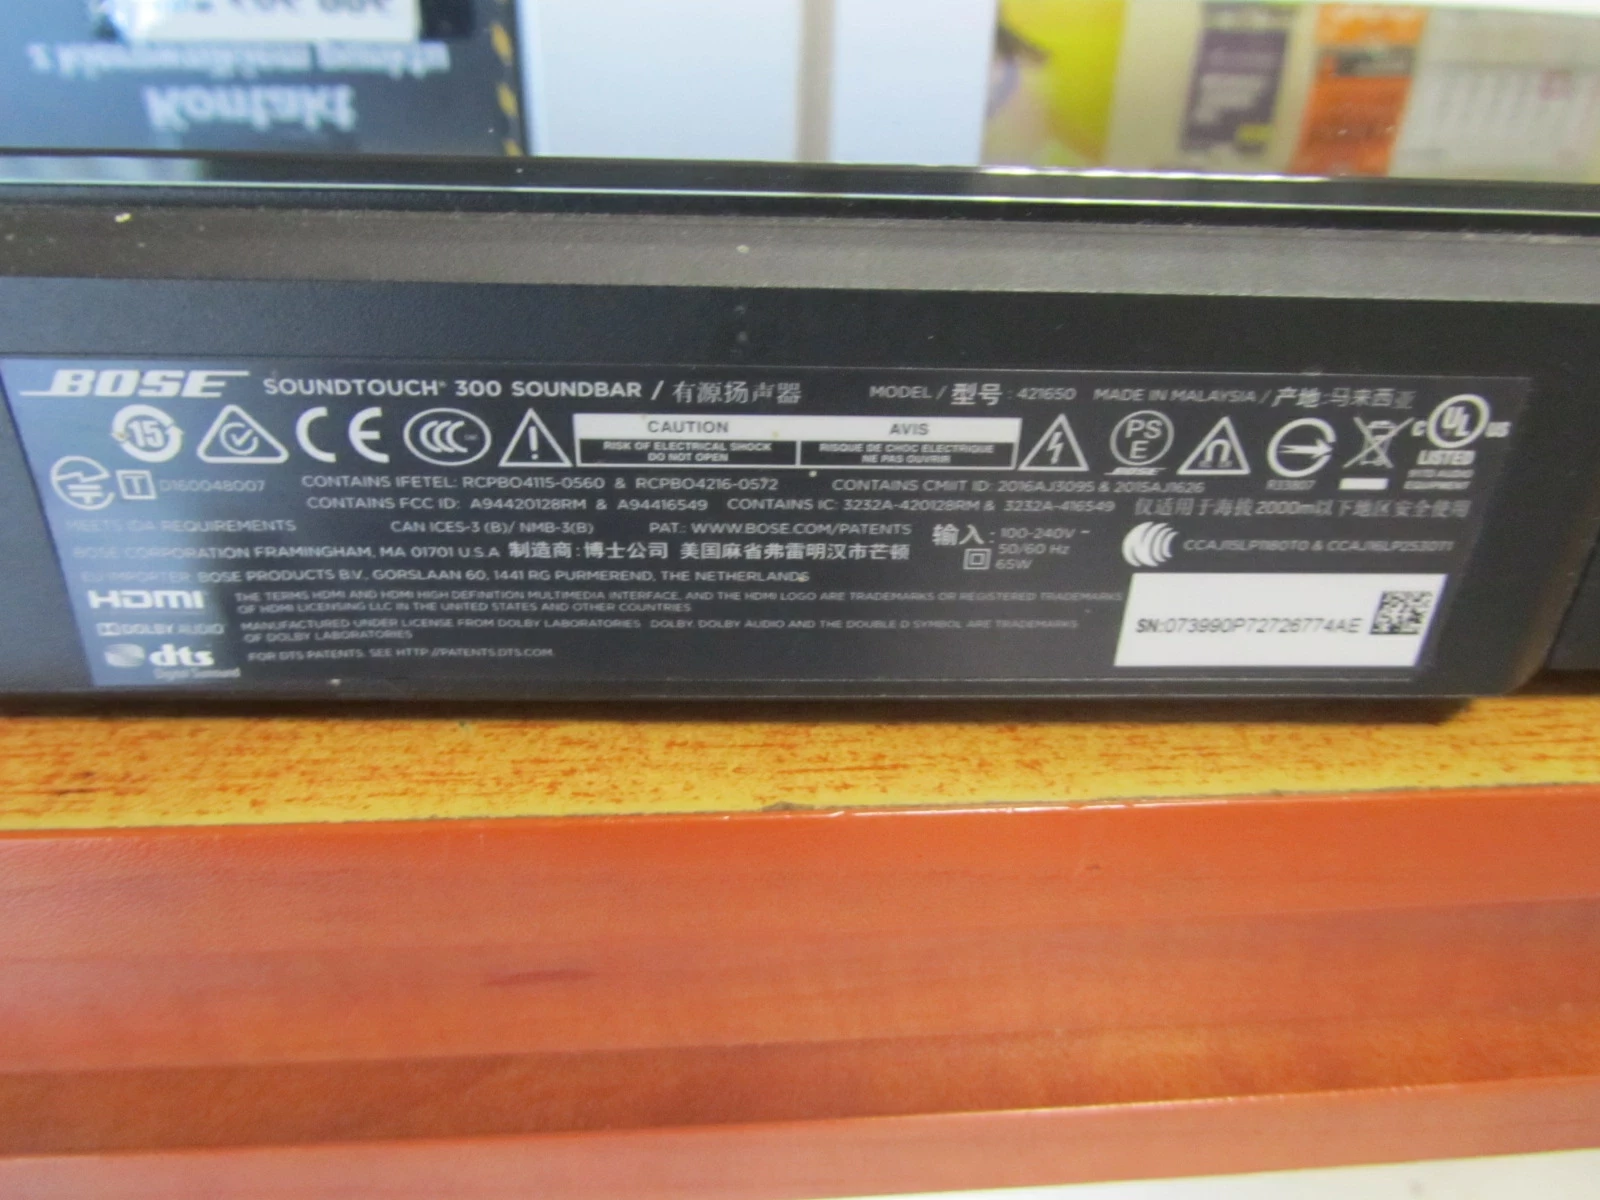 Kontakt
BOSE SOUNDTOUCH® 300 SOUNDBAR / 有源扬声器 MODEL / 型号 : 421650 MADE IN MALAYSIA / 产地:马来西亚
15 CE CCC CAUTION AVIS PS E C UL US
RISK OF ELECTRICAL SHOCK DO NOT OPEN RISQUE DE CHOC ELECTRIQUE NE PAS OUVRIR BOSE R33807 LISTED
T D160048007 CONTAINS IFETEL: RCPBO4115-0560 & RCPBO4216-0572 CONTAINS CMIIT ID: 2016AJ3095 & 2015AJ1626
CONTAINS FCC ID: A94420128RM & A94416549 CONTAINS IC: 3232A-420128RM & 3232A-416549 仅适用于海拔2000m以下地区安全使用
MEETS IDA REQUIREMENTS CAN ICES-3 (B)/ NMB-3(B) PAT.: WWW.BOSE.COM/PATENTS 输入 : 100-240V ~
BOSE CORPORATION FRAMINGHAM, MA 01701 U.S.A 制造商:博士公司 美国麻省弗雷明汉市芒顿 50/60 Hz CCAJ15LP1180T0 & CCAJ16LP2530T1
65W
EU IMPORTER: BOSE PRODUCTS B.V., GORSLAAN 60, 1441 RG PURMEREND, THE NETHERLANDS
HDMI THE TERMS HDMI AND HDMI HIGH DEFINITION MULTIMEDIA INTERFACE, AND THE HDMI LOGO ARE TRADEMARKS OR REGISTERED TRADEMARKS
OF HDMI LICENSING LLC IN THE UNITED STATES AND OTHER COUNTRIES
DOLBY AUDIO MANUFACTURED UNDER LICENSE FROM DOLBY LABORATORIES. DOLBY, DOLBY AUDIO AND THE DOUBLE D SYMBOL ARE TRADEMARKS
OF DOLBY LABORATORIES
dts Digital Surround FOR DTS PATENTS, SEE HTTP://PATENTS.DTS.COM.
SN:073990P72726774AE